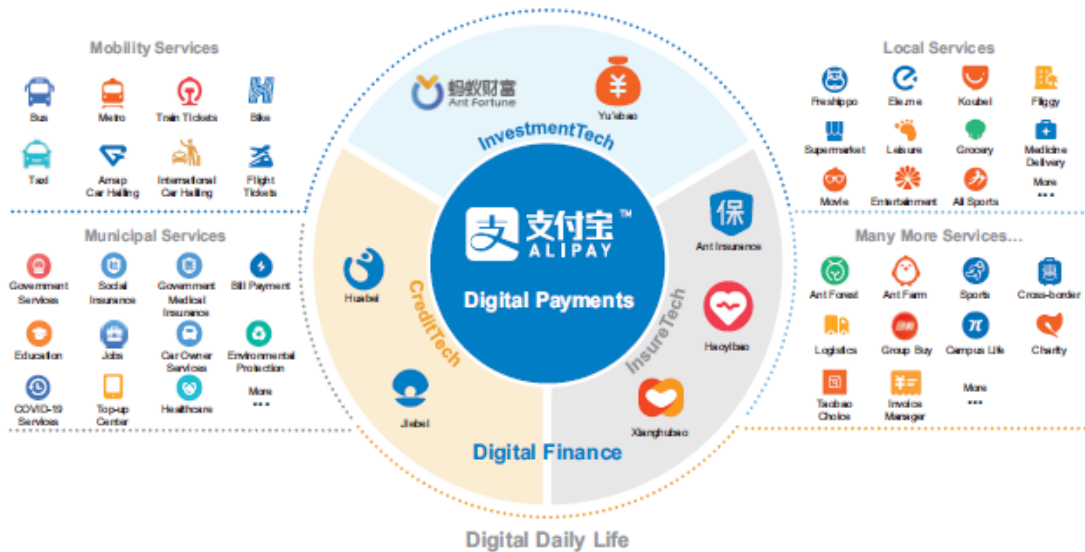 Mobility Services
Bus
Metro
Train Tickets
Bike
Taxi
Amap
Car Hailing
International
Car Hailing
Flight
Tickets
Municipal Services
Government
Services
Social
Insurance
Government
Medical
Insurance
Bill Payment
Education
Jobs
Car Owner
Services
Environmental
Protection
COVID-19
Services
Top-up
Center
Healthcare
More
蚂蚁财富
Ant Fortune
¥
Yu'ebao
InvestmentTech
支 支付宝™
ALIPAY
Digital Payments
CreditTech
Huabei
Jiebei
保
Ant Insurance
Haoyibao
InsureTech
Xianghubao
Digital Finance
Digital Daily Life
Local Services
Freshippo
Ele.me
Koubei
Fliggy
Supermarket
Leisure
Grocery
Medicine
Delivery
Movie
Entertainment
All Sports
More
Many More Services...
Ant Forest
Ant Farm
Sports
Cross-border
Logistics
Group Buy
π
Campus Life
Charity
Taobao
Choice
¥
Invoice
Manager
More